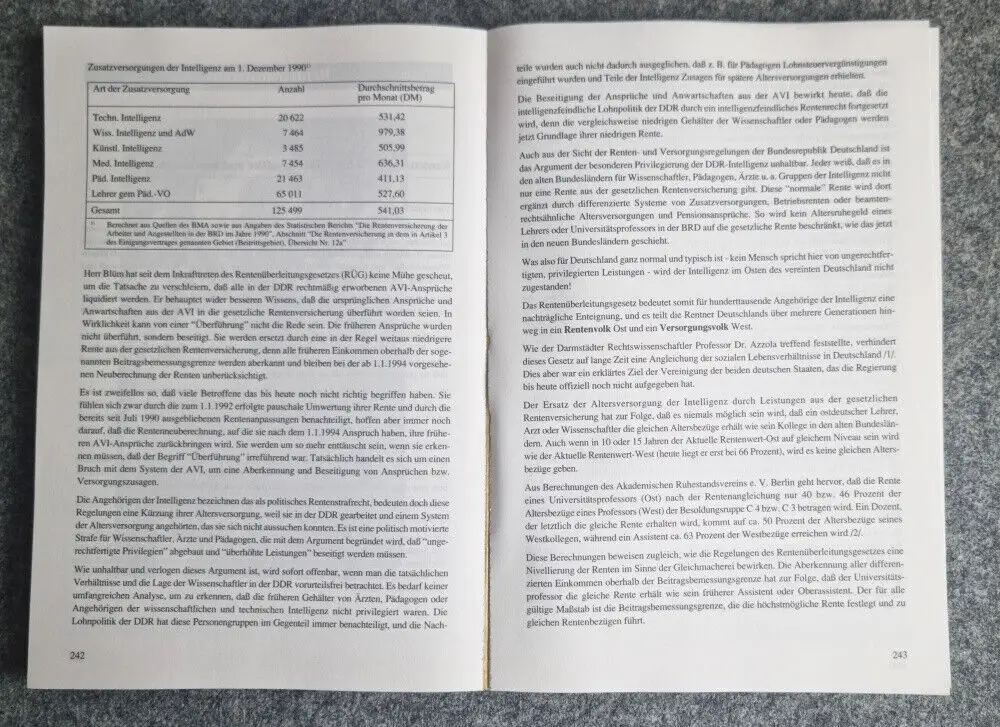 Zusatzversorgungen der Intelligenz am 1. Dezember 1990¹⁾
Art der Zusatzversorgung Anzahl Durchschnittsbetrag pro Monat (DM)
Techn. Intelligenz 20 622 531,42
Wiss. Intelligenz und AdW 7 464 979,38
Künstl. Intelligenz 3 485 505,99
Med. Intelligenz 7 454 636,31
Päd. Intelligenz 21 463 411,13
Lehrer gem Päd.-VO 65 011 527,60
Gesamt 125 499 541,03
¹⁾ Berechnet aus Quellen des BMA sowie aus Angaben des Statistischen Berichts "Die Rentenversicherung der
Arbeiter und Angestellten in der BRD im Jahre 1990", Abschnitt "Die Rentenversicherung in dem in Artikel 3
des Einigungsvertrages genannten Gebiet (Beitrittsgebiet), Übersicht Nr. 12a"
Herr Blüm hat seit dem Inkrafttreten des Rentenüberleitungsgesetzes (RÜG) keine Mühe gescheut,
um die Tatsache zu verschleiern, daß alle in der DDR rechtmäßig erworbenen AVI-Ansprüche
liquidiert werden. Er behauptet wider besseren Wissens, daß die ursprünglichen Ansprüche und
Anwartschaften aus der AVI in die gesetzliche Rentenversicherung überführt worden seien. In
Wirklichkeit kann von einer "Überführung" nicht die Rede sein. Die früheren Ansprüche wurden
nicht überführt, sondern beseitigt. Sie werden ersetzt durch eine in der Regel weitaus niedrigere
Rente aus der gesetzlichen Rentenversicherung, denn alle früheren Einkommen oberhalb der soge-
nannten Beitragsbemessungsgrenze werden aberkannt und bleiben bei der ab 1.1.1994 vorgesehe-
nen Neuberechnung der Renten unberücksichtigt.
Es ist zweifellos so, daß viele Betroffene das bis heute noch nicht richtig begriffen haben. Sie
fühlen sich zwar durch die zum 1.1.1992 erfolgte pauschale Umwertung ihrer Rente und durch die
bereits seit Juli 1990 ausgebliebenen Rentenanpassungen benachteiligt, hoffen aber immer noch
darauf, daß die Rentenneuberechnung, auf die sie nach dem 1.1.1994 Anspruch haben, ihre frühe-
ren AVI-Ansprüche zurückbringen wird. Sie werden um so mehr enttäuscht sein, wenn sie erken-
nen müssen, daß der Begriff "Überführung" irreführend war. Tatsächlich handelt es sich um einen
Bruch mit dem System der AVI, um eine Aberkennung und Beseitigung von Ansprüchen bzw.
Versorgungszusagen.
Die Angehörigen der Intelligenz bezeichnen das als politisches Rentenstrafrecht, bedeuten doch diese
Regelungen eine Kürzung ihrer Altersversorgung, weil sie in der DDR gearbeitet und einem System
der Altersversorgung angehörten, das sie sich nicht aussuchen konnten. Es ist eine politisch motivierte
Strafe für Wissenschaftler, Ärzte und Pädagogen, die mit dem Argument begründet wird, daß "unge-
rechtfertigte Privilegien" abgebaut und "überhöhte Leistungen" beseitigt werden müssen.
Wie unhaltbar und verlogen dieses Argument ist, wird sofort offenbar, wenn man die tatsächlichen
Verhältnisse und die Lage der Wissenschaftler in der DDR vorurteilsfrei betrachtet. Es bedarf keiner
umfangreichen Analyse, um zu erkennen, daß die früheren Gehälter von Ärzten, Pädagogen oder
Angehörigen der wissenschaftlichen und technischen Intelligenz nicht privilegiert waren. Die
Lohnpolitik der DDR hat diese Personengruppen im Gegenteil immer benachteiligt, und die Nach-
242
teile wurden auch nicht dadurch ausgeglichen, daß z. B. für Pädagogen Lohnsteuervergünstigungen
eingeführt wurden und Teile der Intelligenz Zusagen für spätere Altersversorgungen erhielten.
Die Beseitigung der Ansprüche und Anwartschaften aus der AVI bewirkt heute, daß die
intelligenzfeindliche Lohnpolitik der DDR durch ein intelligenzfeindliches Rentenrecht fortgesetzt
wird, denn die vergleichsweise niedrigen Gehälter der Wissenschaftler oder Pädagogen werden
jetzt Grundlage ihrer niedrigen Rente.
Auch aus der Sicht der Renten- und Versorgungsregelungen der Bundesrepublik Deutschland ist
das Argument der besonderen Privilegierung der DDR-Intelligenz unhaltbar. Jeder weiß, daß es in
den alten Bundesländern für Wissenschaftler, Pädagogen, Ärzte u. a. Gruppen der Intelligenz nicht
nur eine Rente aus der gesetzlichen Rentenversicherung gibt. Diese "normale" Rente wird dort
ergänzt durch differenzierte Systeme von Zusatzversorgungen, Betriebsrenten oder beamten-
rechtsähnliche Altersversorgungen und Pensionsansprüche. So wird kein Altersruhegeld eines
Lehrers oder Universitätsprofessors in der BRD auf die gesetzliche Rente beschränkt, wie das jetzt
in den neuen Bundesländern geschieht.
Was also für Deutschland ganz normal und typisch ist - kein Mensch spricht hier von ungerechtfer-
tigten, privilegierten Leistungen - wird der Intelligenz im Osten des vereinten Deutschland nicht
zugestanden!
Das Rentenüberleitungsgesetz bedeutet somit für hunderttausende Angehörige der Intelligenz eine
nachträgliche Enteignung, und es teilt die Rentner Deutschlands über mehrere Generationen hin-
weg in ein Rentenvolk Ost und ein Versorgungsvolk West.
Wie der Darmstädter Rechtswissenschaftler Professor Dr. Azzola treffend feststellte, verhindert
dieses Gesetz auf lange Zeit eine Angleichung der sozialen Lebensverhältnisse in Deutschland /1/.
Dies aber war ein erklärtes Ziel der Vereinigung der beiden deutschen Staaten, das die Regierung
bis heute offiziell noch nicht aufgegeben hat.
Der Ersatz der Altersversorgung der Intelligenz durch Leistungen aus der gesetzlichen
Rentenversicherung hat zur Folge, daß es niemals möglich sein wird, daß ein ostdeutscher Lehrer,
Arzt oder Wissenschaftler die gleichen Altersbezüge erhält wie sein Kollege in den alten Bundeslän-
dern. Auch wenn in 10 oder 15 Jahren der Aktuelle Rentenwert-Ost auf gleichem Niveau sein wird
wie der Aktuelle Rentenwert-West (heute liegt er erst bei 66 Prozent), wird es keine gleichen Alters-
bezüge geben.
Aus Berechnungen des Akademischen Ruhestandsvereins e. V. Berlin geht hervor, daß die Rente
eines Universitätsprofessors (Ost) nach der Rentenangleichung nur 40 bzw. 46 Prozent der
Altersbezüge eines Professors (West) der Besoldungsgruppe C 4 bzw. C 3 betragen wird. Ein Dozent,
der letztlich die gleiche Rente erhalten wird, kommt auf ca. 50 Prozent der Altersbezüge seines
Westkollegen, während ein Assistent ca. 63 Prozent der Westbezüge erreichen wird /2/.
Diese Berechnungen beweisen zugleich, wie die Regelungen des Rentenüberleitungsgesetzes eine
Nivellierung der Renten im Sinne der Gleichmacherei bewirken. Die Aberkennung aller differen-
zierten Einkommen oberhalb der Beitragsbemessungsgrenze hat zur Folge, daß der Universitäts-
professor die gleiche Rente erhält wie sein früherer Assistent oder Oberassistent. Der für alle
gültige Maßstab ist die Beitragsbemessungsgrenze, die die höchstmögliche Rente festlegt und zu
gleichen Rentenbezügen führt.
243